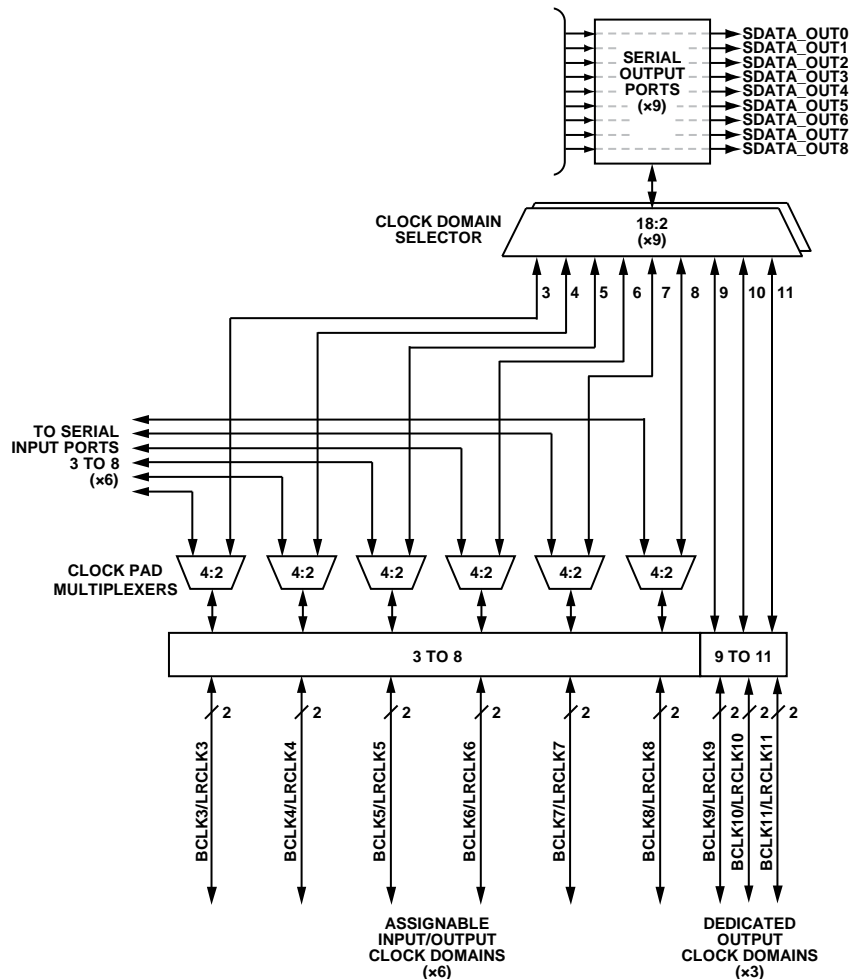 SERIAL
OUTPUT
PORTS
(×9)
SDATA_OUT0
SDATA_OUT1
SDATA_OUT2
SDATA_OUT3
SDATA_OUT4
SDATA_OUT5
SDATA_OUT6
SDATA_OUT7
SDATA_OUT8
CLOCK DOMAIN
SELECTOR
18:2
(×9)
3 4 5 6 7 8 9 10 11
TO SERIAL
INPUT PORTS
3 TO 8
(×6)
CLOCK PAD
MULTIPLEXERS
4:2 4:2 4:2 4:2 4:2 4:2
3 TO 8 9 TO 11
2 2 2 2 2 2 2 2 2
BCLK3/LRCLK3
BCLK4/LRCLK4
BCLK5/LRCLK5
BCLK6/LRCLK6
BCLK7/LRCLK7
BCLK8/LRCLK8
BCLK9/LRCLK9
BCLK10/LRCLK10
BCLK11/LRCLK11
ASSIGNABLE
INPUT/OUTPUT
CLOCK DOMAINS
(×6)
DEDICATED
OUTPUT
CLOCK DOMAINS
(×3)